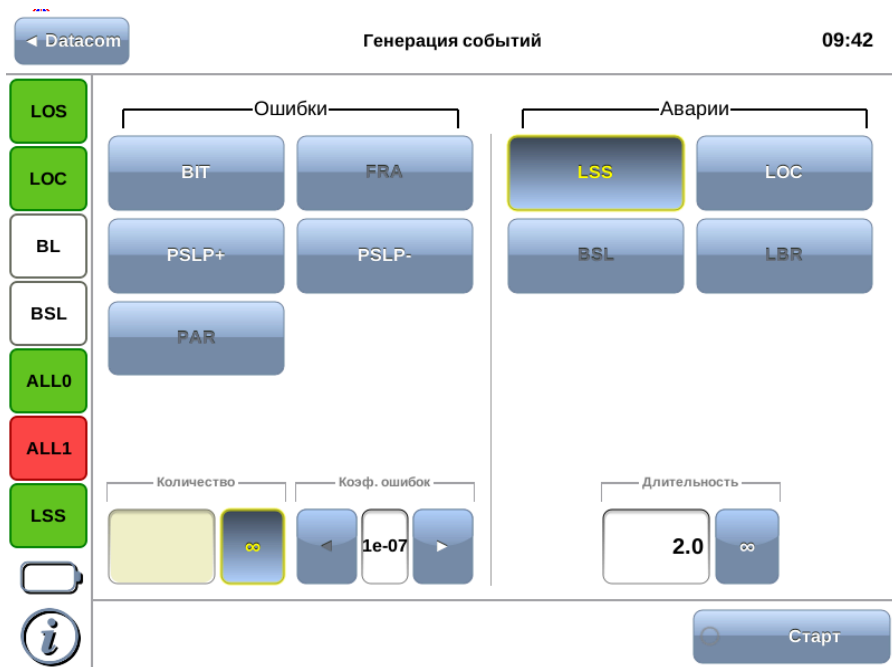 ◄ Datacom
Генерация событий
09:42
LOS
LOC
BL
BSL
ALL0
ALL1
LSS
Ошибки
BIT
FRA
PSLP+
PSLP-
PAR
Аварии
LSS
LOC
BSL
LBR
Количество
∞
Коэф. ошибок
◄
1e-07
►
Длительность
2.0
∞
i
Старт